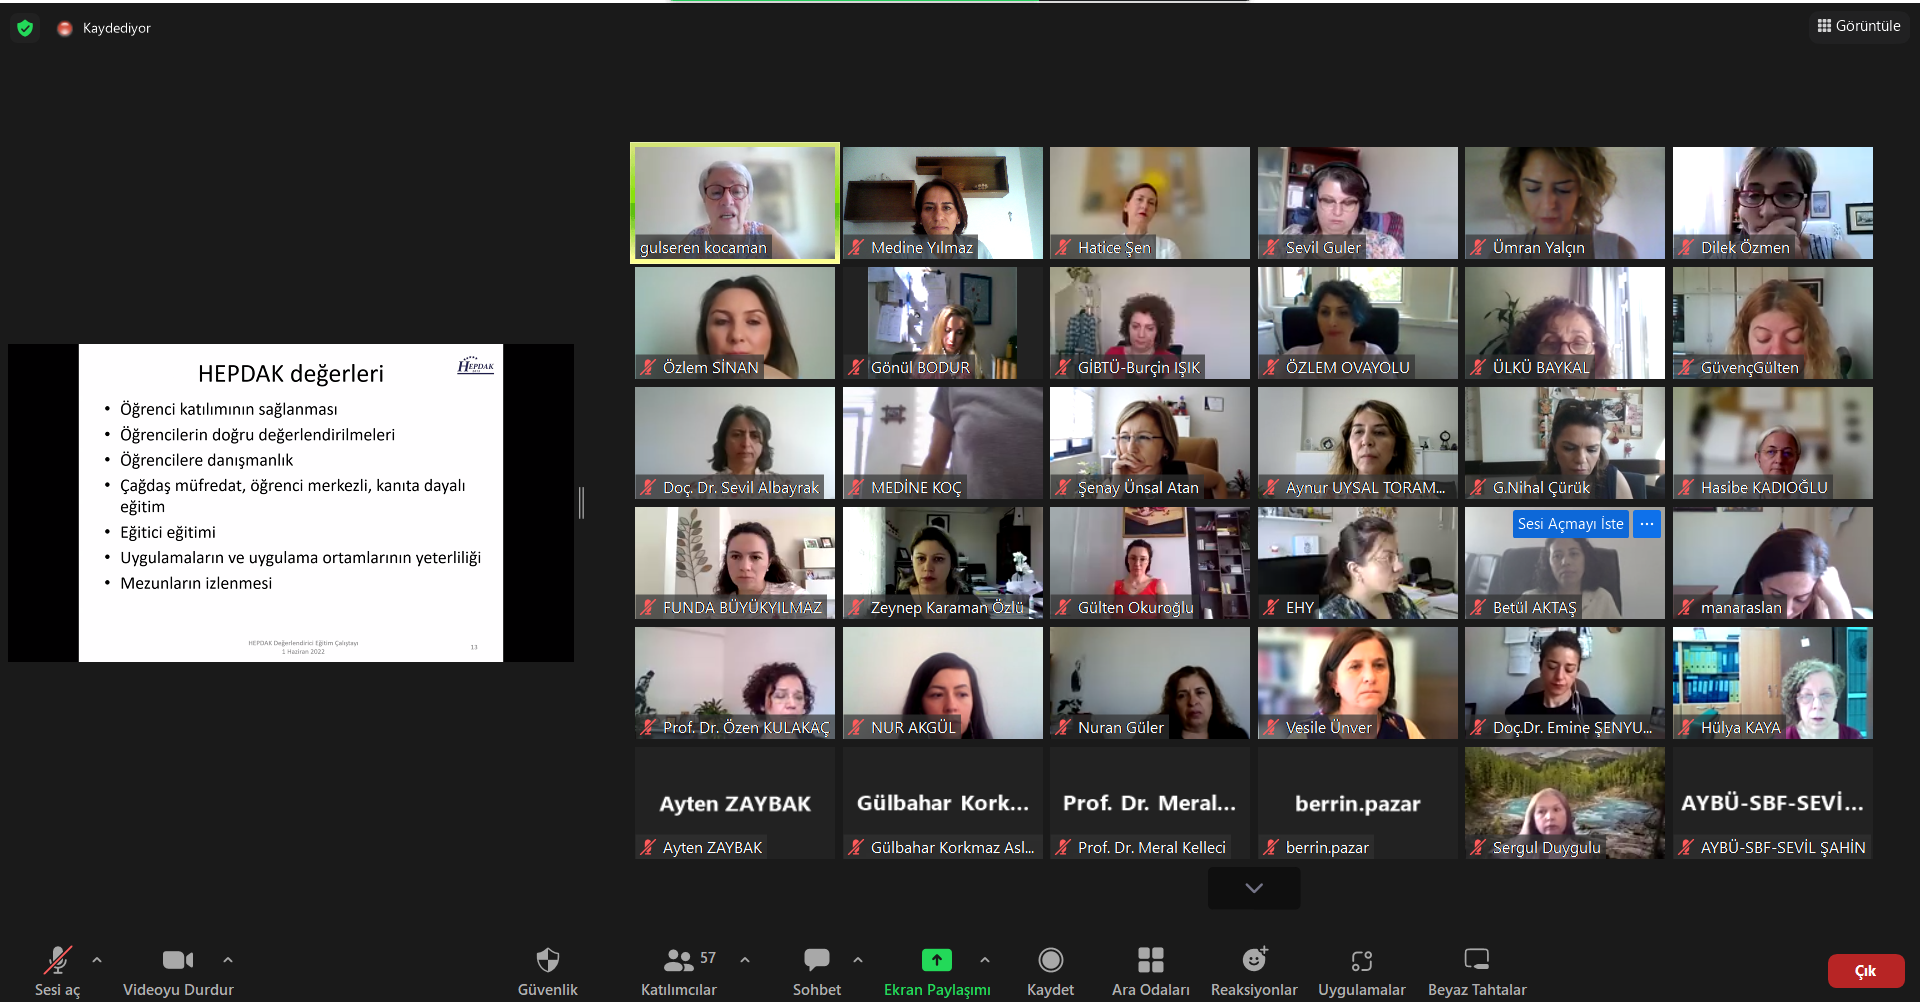 Kaydediyor
Görüntüle
HEPDAK
HEPDAK değerleri
• Öğrenci katılımının sağlanması
• Öğrencilerin doğru değerlendirilmeleri
• Öğrencilere danışmanlık
• Çağdaş müfredat, öğrenci merkezli, kanıta dayalı
eğitim
• Eğitici eğitimi
• Uygulamaların ve uygulama ortamlarının yeterliliği
• Mezunların izlenmesi
HEPDAK Değerlendirici Eğitim Çalıştayı
1 Haziran 2022
13
gulseren kocaman
Medine Yılmaz
Hatice Şen
Sevil Guler
Ümran Yalçın
Dilek Özmen
Özlem SİNAN
Gönül BODUR
GİBTÜ-Burçin IŞIK
ÖZLEM OVAYOLU
ÜLKÜ BAYKAL
GüvençGülten
Doç. Dr. Sevil Albayrak
MEDİNE KOÇ
Şenay Ünsal Atan
Aynur UYSAL TORAM...
G.Nihal Çürük
Hasibe KADIOĞLU
FUNDA BÜYÜKYILMAZ
Zeynep Karaman Özlü
Gülten Okuroğlu
EHY
Sesi Açmayı İste ...
Betül AKTAŞ
manaraslan
Prof. Dr. Özen KULAKAÇ
NUR AKGÜL
Nuran Güler
Vesile Ünver
Doç.Dr. Emine ŞENYU...
Hülya KAYA
Ayten ZAYBAK
Ayten ZAYBAK
Gülbahar Kork...
Gülbahar Korkmaz Asl...
Prof. Dr. Meral...
Prof. Dr. Meral Kelleci
berrin.pazar
berrin.pazar
Sergul Duygulu
AYBÜ-SBF-SEVİ...
AYBÜ-SBF-SEVİL ŞAHİN
Sesi aç
Videoyu Durdur
Güvenlik
57
Katılımcılar
Sohbet
Ekran Paylaşımı
Kaydet
Ara Odaları
Reaksiyonlar
Uygulamalar
Beyaz Tahtalar
Çık